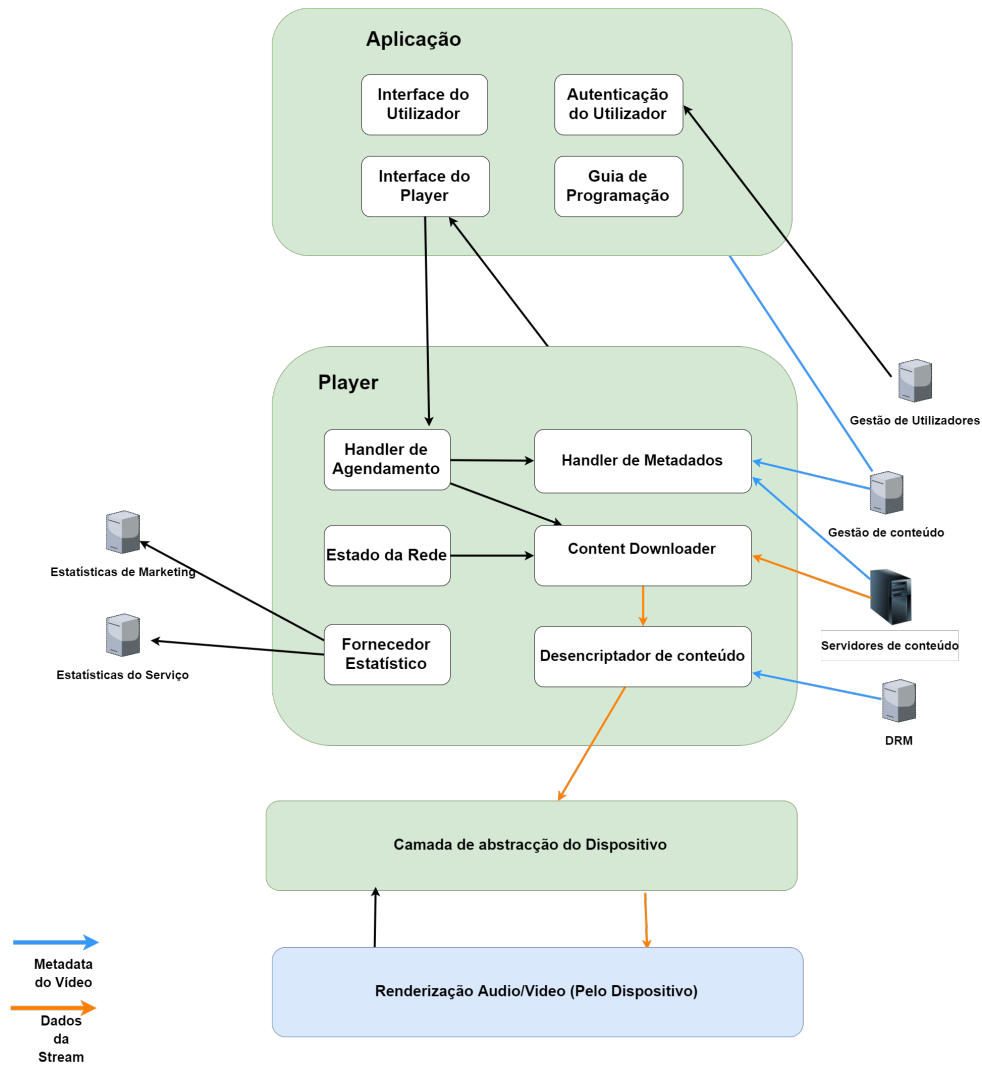 Aplicação
Interface do
Utilizador
Autenticação
do Utilizador
Interface do
Player
Guia de
Programação
Player
Gestão de Utilizadores
Handler de
Agendamento
Handler de Metadados
Gestão de conteúdo
Estado da Rede
Content Downloader
Estatísticas de Marketing
Servidores de conteúdo
Fornecedor
Estatístico
Desencriptador de conteúdo
Estatísticas do Serviço
DRM
Camada de abstracção do Dispositivo
Metadata
do Vídeo
Renderização Audio/Video (Pelo Dispositivo)
Dados
da
Stream